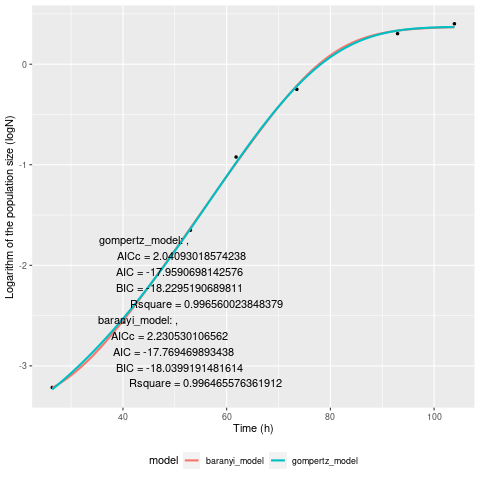 0
-1
-2
-3
Logarithm of the population size (logN)
gompertz_model: ,
AICc = 2.04093018574238
AIC = -17.9590698142576
BIC = -18.2295190689811
Rsquare = 0.996560023848379
baranyi_model: ,
AICc = 2.230530106562
AIC = -17.769469893438
BIC = -18.0399191481614
Rsquare = 0.996465576361912
40 60 80 100
Time (h)
model baranyi_model gompertz_model